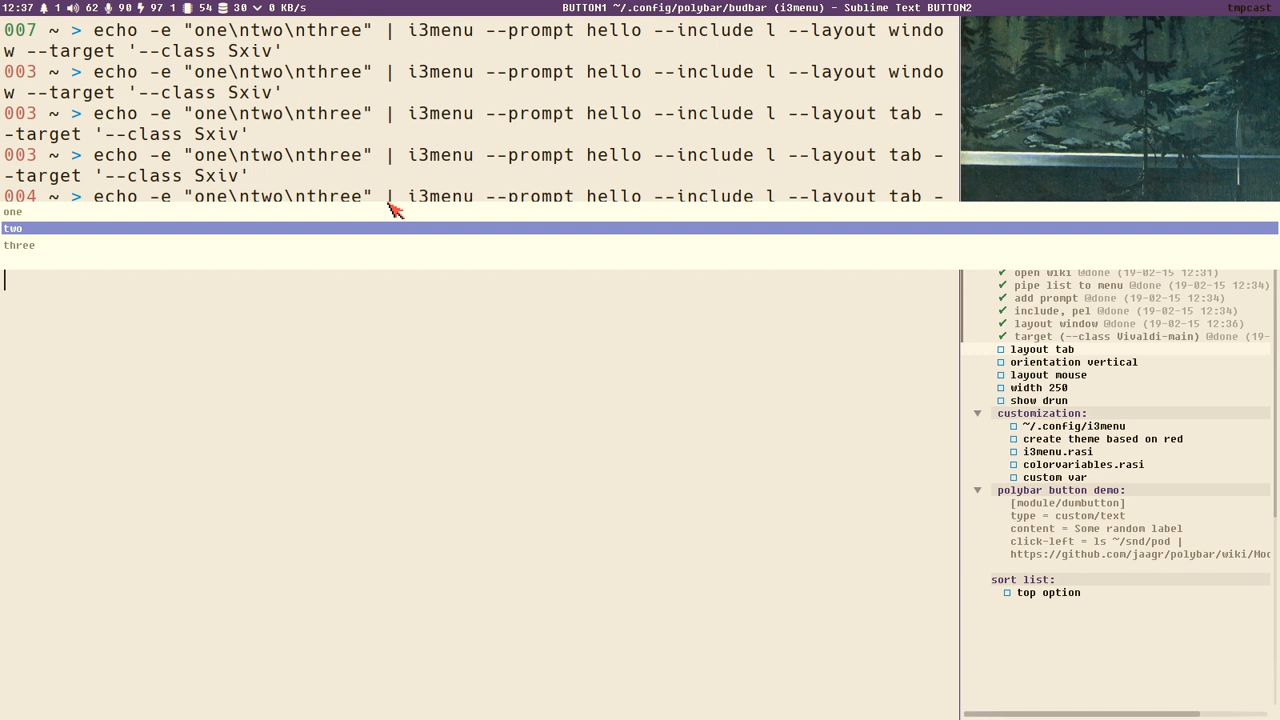 12:37 1 62 90 97 1 54 30 0 KB/s BUTTON1 ~/.config/polybar/budbar (i3menu) - Sublime Text BUTTON2 tmpcast
007 ~ > echo -e "one\ntwo\nthree" | i3menu --prompt hello --include l --layout windo
w --target '--class Sxiv'
003 ~ > echo -e "one\ntwo\nthree" | i3menu --prompt hello --include l --layout windo
w --target '--class Sxiv'
003 ~ > echo -e "one\ntwo\nthree" | i3menu --prompt hello --include l --layout tab -
-target '--class Sxiv'
003 ~ > echo -e "one\ntwo\nthree" | i3menu --prompt hello --include l --layout tab -
-target '--class Sxiv'
004 ~ > echo -e "one\ntwo\nthree" | i3menu --prompt hello --include l --layout tab -
one
two
three
✔ open wiki @done (19-02-15 12:31)
✔ pipe list to menu @done (19-02-15 12:34)
✔ add prompt @done (19-02-15 12:34)
✔ include, pel @done (19-02-15 12:34)
✔ layout window @done (19-02-15 12:36)
✔ target (--class Vivaldi-main) @done (19-
layout tab
orientation vertical
layout mouse
width 250
show drun
customization:
~/.config/i3menu
create theme based on red
i3menu.rasi
colorvariables.rasi
custom var
polybar button demo:
[module/dumbutton]
type = custom/text
content = Some random label
click-left = ls ~/snd/pod |
https://github.com/jaagr/polybar/wiki/Moc
sort list:
top option